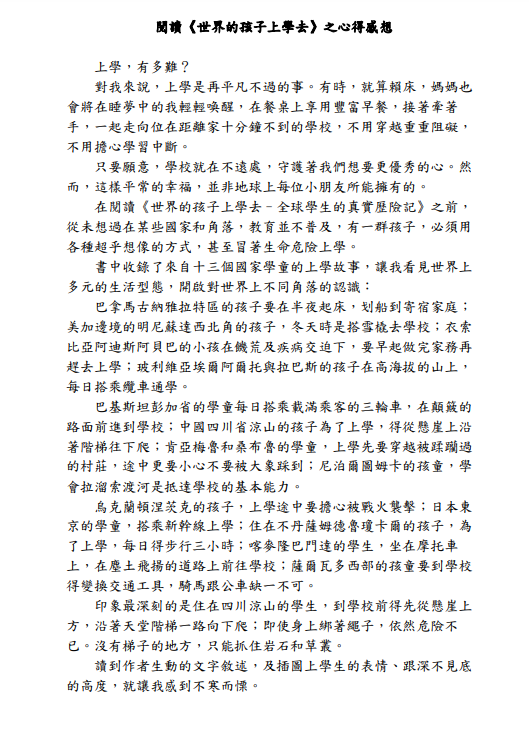 閱讀《世界的孩子上學去》之心得感想
上學，有多難？
對我來說，上學是再平凡不過的事。有時，就算賴床，媽媽也
會將在睡夢中的我輕輕喚醒，在餐桌上享用豐富早餐，接著牽著
手，一起走向位在距離家十分鐘不到的學校，不用穿越重重阻礙，
不用擔心學習中斷。
只要願意，學校就在不遠處，守護著我們想要更優秀的心。然
而，這樣平常的幸福，並非地球上每位小朋友所能擁有的。
在閱讀《世界的孩子上學去–全球學生的真實歷險記》之前，
從未想過在某些國家和角落，教育並不普及，有一群孩子，必須用
各種超乎想像的方式，甚至冒著生命危險上學。
書中收錄了來自十三個國家學童的上學故事，讓我看見世界上
多元的生活型態，開啟對世界上不同角落的認識：
巴拿馬古納雅拉特區的孩子要在半夜起床，划船到寄宿家庭；
美加邊境的明尼蘇達西北角的孩子，冬天時是搭雪橇去學校；衣索
比亞阿迪斯阿貝巴的小孩在饑荒及疾病交迫下，要早起做完家務再
趕去上學；玻利維亞埃爾阿爾托與拉巴斯的孩子在高海拔的山上，
每日搭乘纜車通學。
巴基斯坦彭加省的學童每日搭乘載滿乘客的三輪車，在顛簸的
路面前進到學校；中國四川省涼山的孩子為了上學，得從懸崖上沿
著階梯往下爬；肯亞梅魯和桑布魯的學童，上學先要穿越被蹂躪過
的村莊，途中更要小心不要被大象踩到；尼泊爾圖姆卡的孩童，學
會拉溜索渡河是抵達學校的基本能力。
烏克蘭頓涅茨克的孩子，上學途中要擔心被戰火襲擊；日本東
京的學童，搭乘新幹線上學；住在不丹薩姆德魯瓊卡爾的孩子，為
了上學，每日得步行三小時；喀麥隆巴門達的學生，坐在摩托車
上，在塵土飛揚的道路上前往學校；薩爾瓦多西部的孩童要到學校
得變換交通工具，騎馬跟公車缺一不可。
印象最深刻的是住在四川涼山的學生，到學校前得先從懸崖上
方，沿著天堂階梯一路向下爬；即使身上綁著繩子，依然危險不
已。沒有梯子的地方，只能抓住岩石和草叢。
讀到作者生動的文字敘述，及插圖上學生的表情、跟深不見底
的高度，就讓我感到不寒而慄。